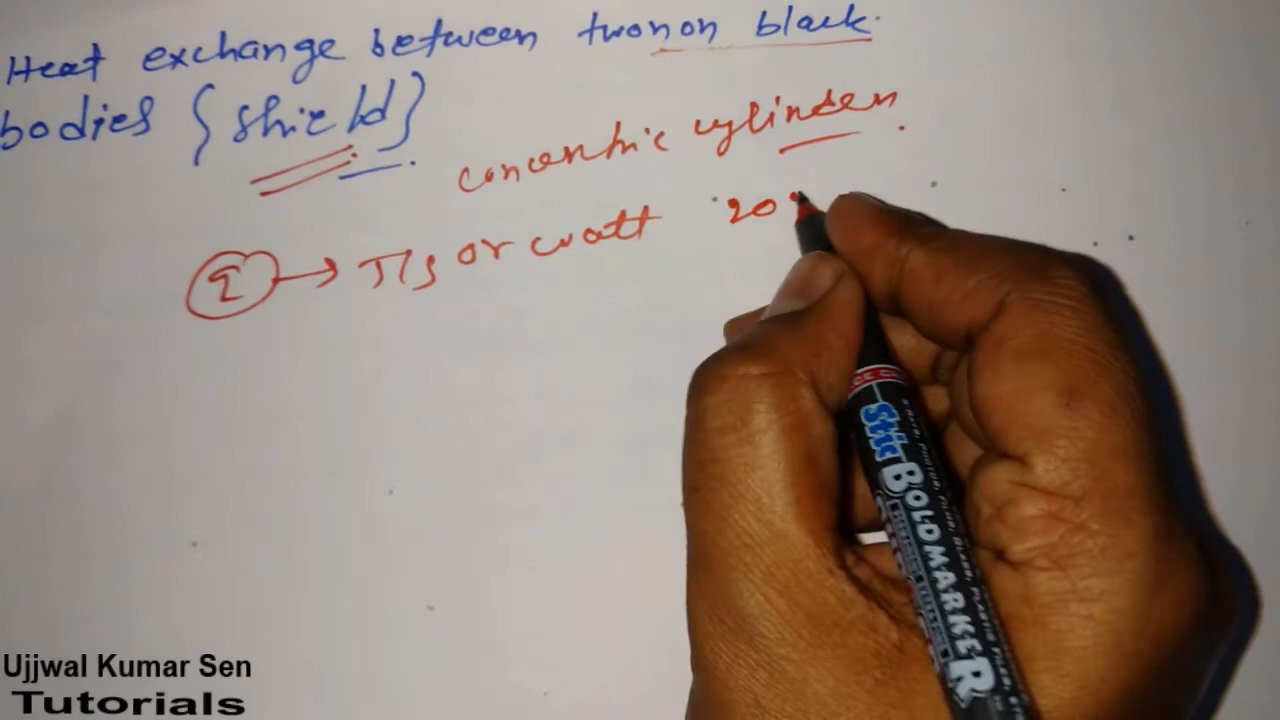 Heat exchange between two non black
bodies {shield}
concentric cylinder
q → J/s or watt 20
Stic BOLDMARKER
Ujjwal Kumar Sen
Tutorials